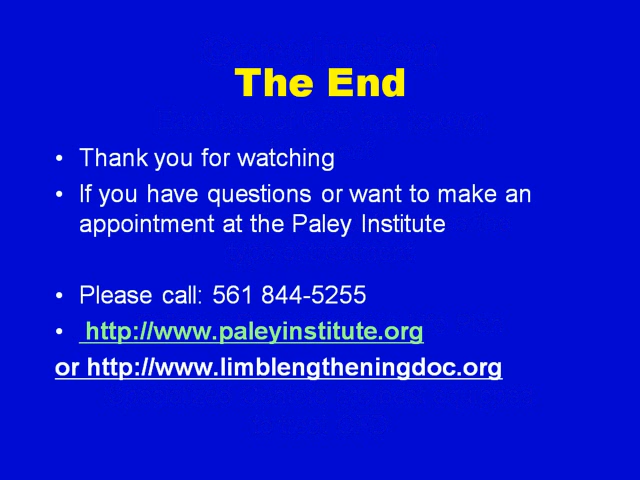 The End
• Thank you for watching
• If you have questions or want to make an
appointment at the Paley Institute
• Please call: 561 844-5255
• http://www.paleyinstitute.org
or http://www.limblengtheningdoc.org